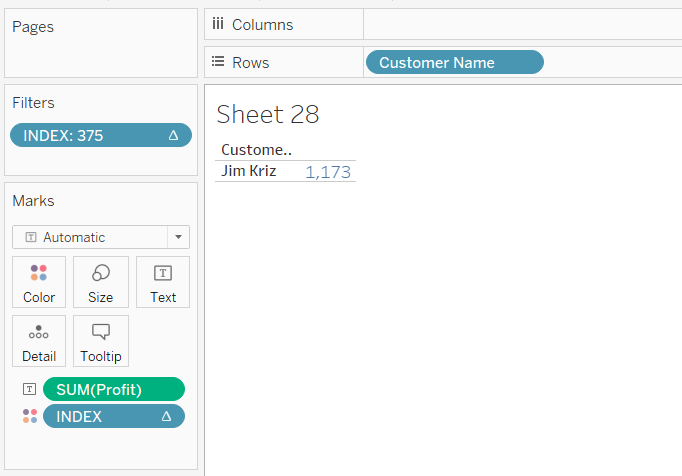 Pages
Columns
Rows
Customer Name
Filters
INDEX: 375 Δ
Sheet 28
Custome..
Jim Kriz 1,173
Marks
T Automatic
Color Size T Text
Detail Tooltip
T SUM(Profit)
INDEX Δ